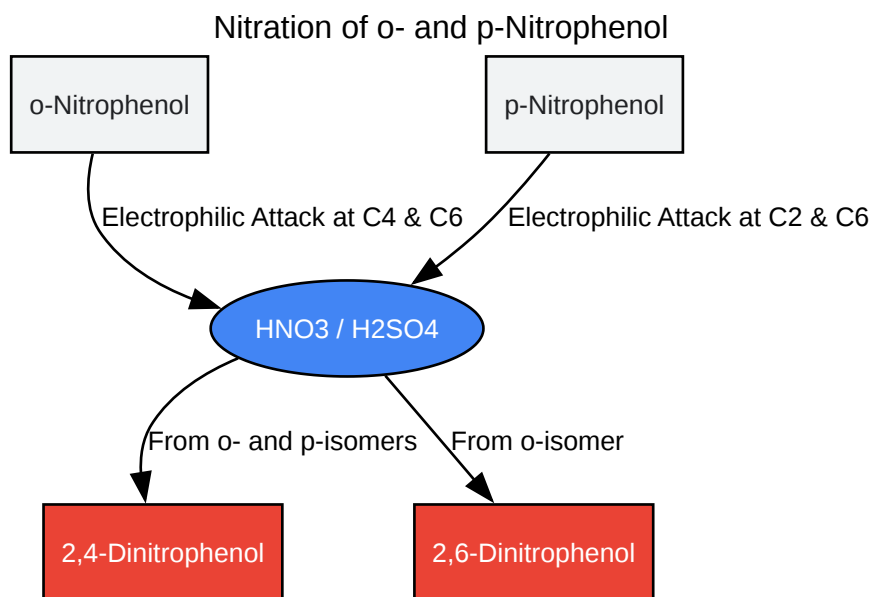 Nitration of o- and p-Nitrophenol
o-Nitrophenol
p-Nitrophenol
Electrophilic Attack at C4 & C6
Electrophilic Attack at C2 & C6
HNO3 / H2SO4
From o- and p-isomers
From o-isomer
2,4-Dinitrophenol
2,6-Dinitrophenol